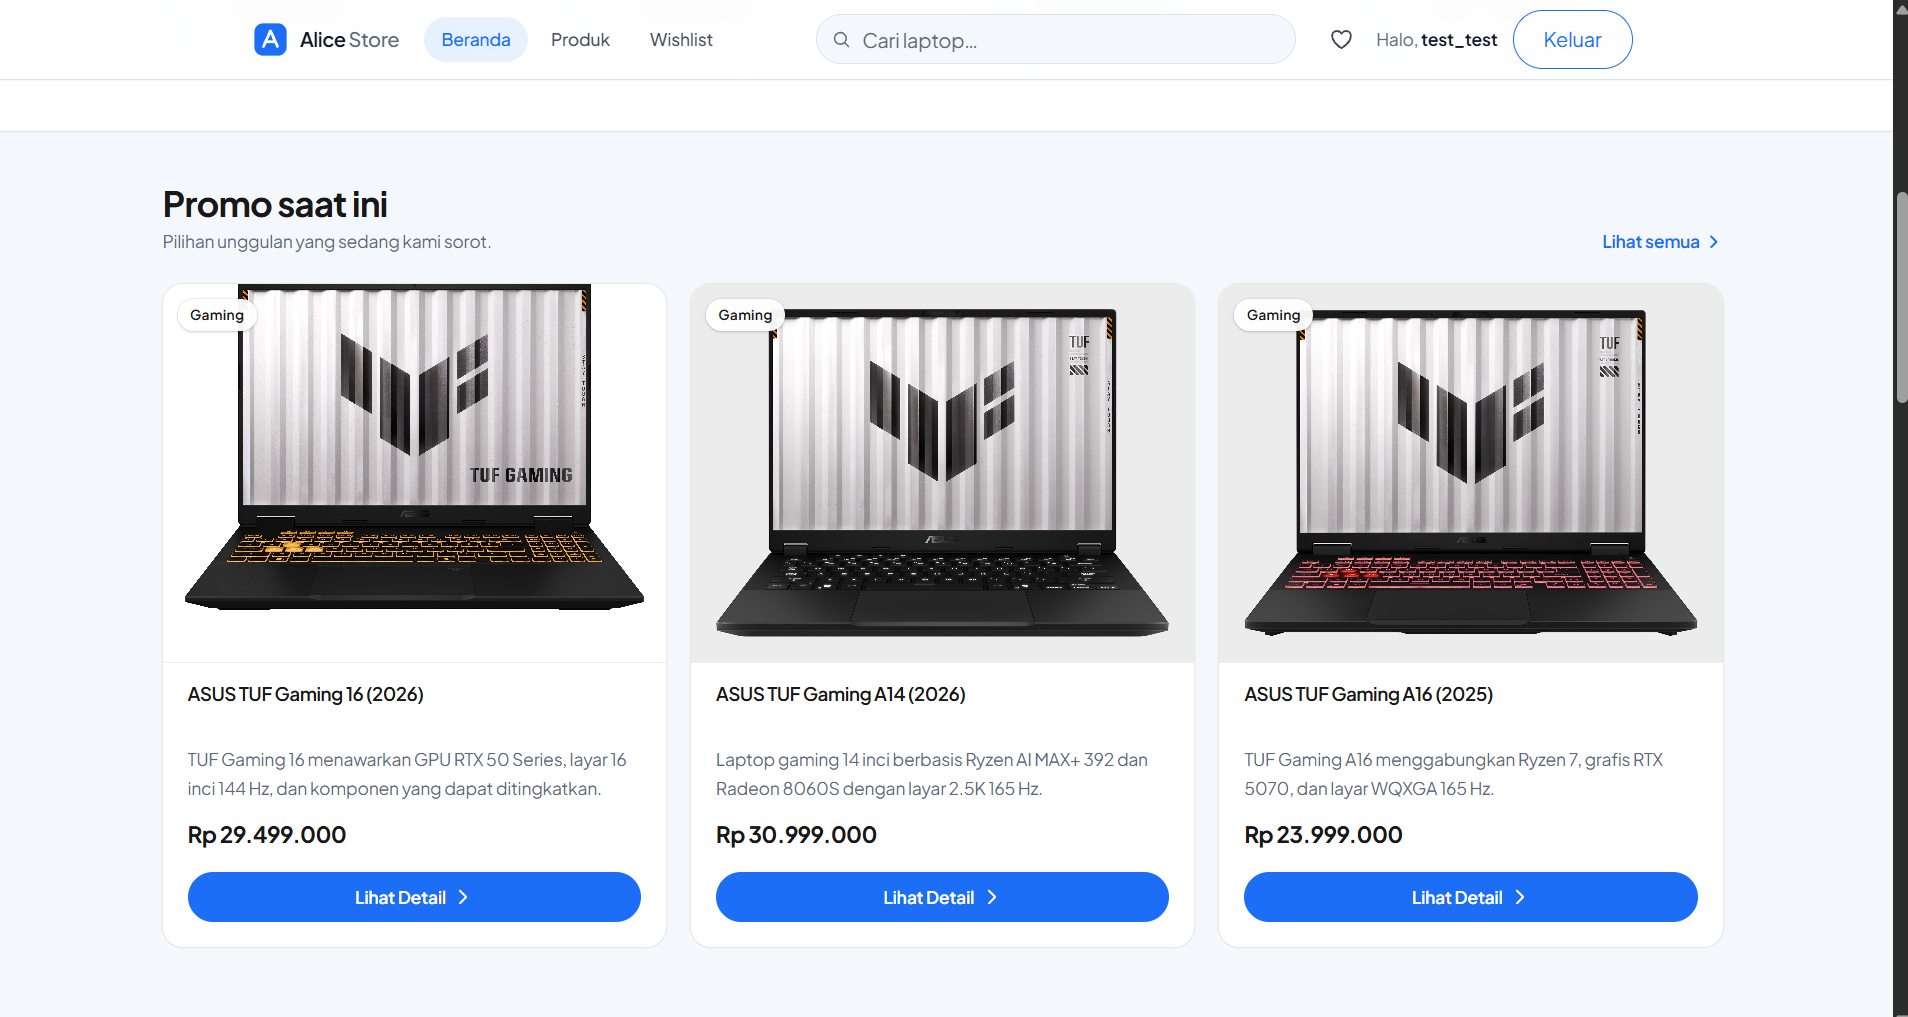 A Alice Store
Beranda
Produk
Wishlist
Cari laptop...
Halo, test_test
Keluar
Promo saat ini
Pilihan unggulan yang sedang kami sorot.
Lihat semua
Gaming
TUF GAMING
ASUS TUF Gaming 16 (2026)
TUF Gaming 16 menawarkan GPU RTX 50 Series, layar 16
inci 144 Hz, dan komponen yang dapat ditingkatkan.
Rp 29.499.000
Lihat Detail
Gaming
TUF
ASUS
ASUS TUF Gaming A14 (2026)
Laptop gaming 14 inci berbasis Ryzen AI MAX+ 392 dan
Radeon 8060S dengan layar 2.5K 165 Hz.
Rp 30.999.000
Lihat Detail
Gaming
TUF
ASUS
ASUS TUF Gaming A16 (2025)
TUF Gaming A16 menggabungkan Ryzen 7, grafis RTX
5070, dan layar WQXGA 165 Hz.
Rp 23.999.000
Lihat Detail